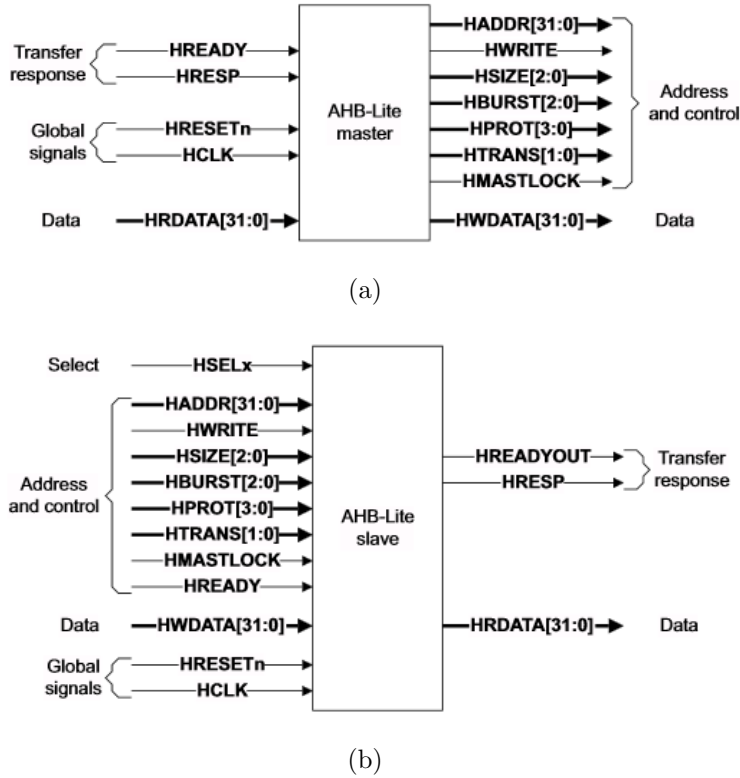 HADDR[31:0]
Transfer
response
HREADY
HRESP
HWRITE
HSIZE[2:0]
HBURST[2:0]
AHB-Lite
master
Address
and control
Global
signals
HRESETn
HCLK
HPROT[3:0]
HTRANS[1:0]
HMASTLOCK
Data
HRDATA[31:0]
HWDATA[31:0]
Data
(a)
Select
HSELx
Address
and control
HADDR[31:0]
HWRITE
HSIZE[2:0]
HBURST[2:0]
HPROT[3:0]
HTRANS[1:0]
HMASTLOCK
HREADY
AHB-Lite
slave
HREADYOUT
HRESP
Transfer
response
Data
HWDATA[31:0]
HRDATA[31:0]
Data
Global
signals
HRESETn
HCLK
(b)